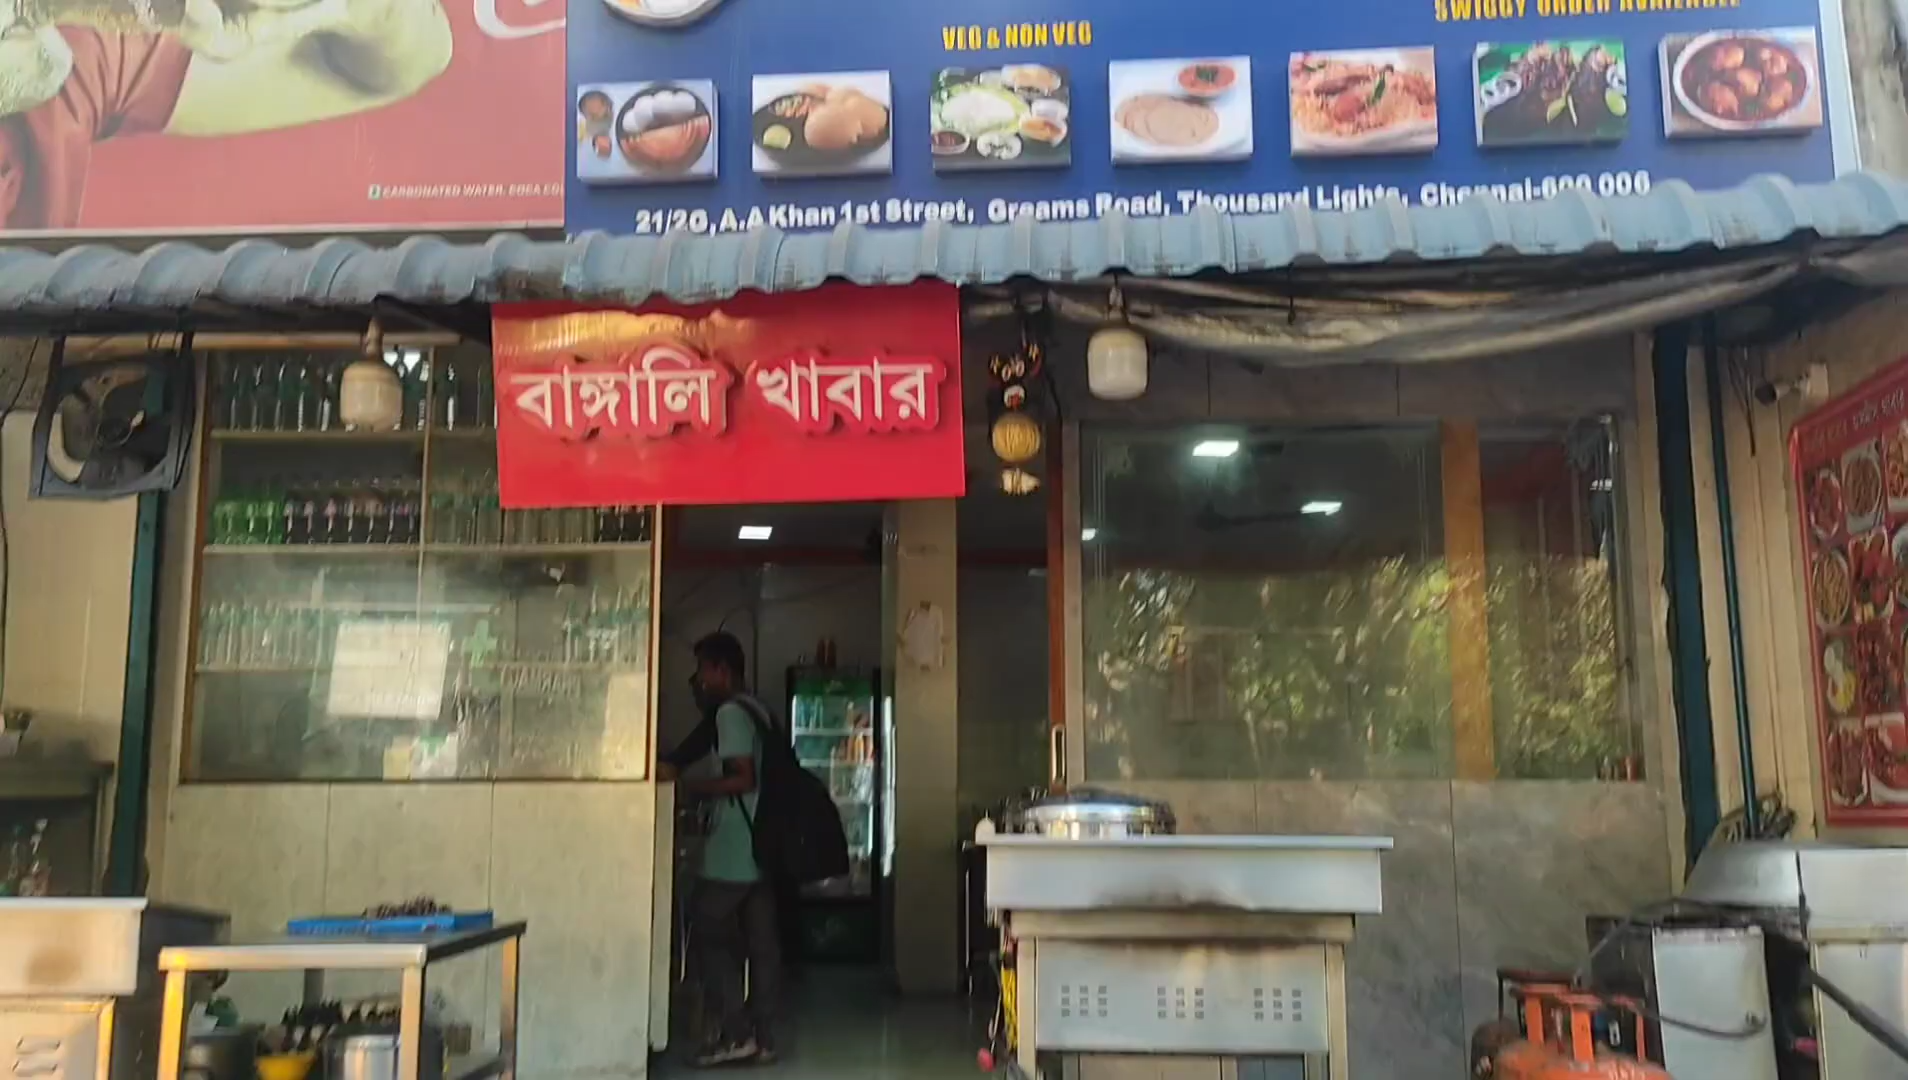 SWIGGY ORDER AVAILABLE
VEG & NON VEG
CARBONATED WATER,
21/2G, A.A Khan 1st Street, Greams Road, Thousand Lights, Chennai-600 006
বাঙ্গালি খাবার